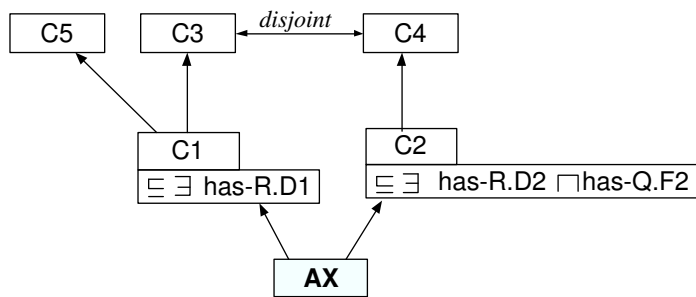 disjoint
C5 C3 C4
C1 C2
⊑ ∃ has-R.D1 ⊑ ∃ has-R.D2 ⊓has-Q.F2
AX